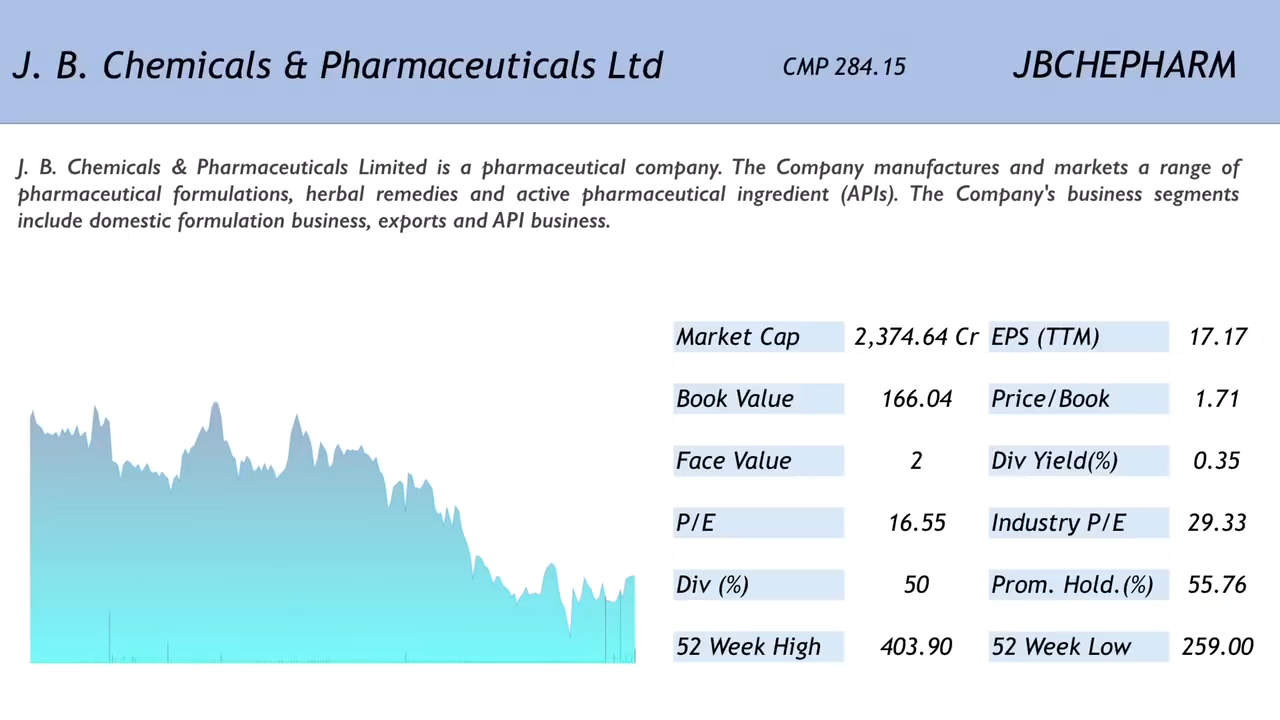 J. B. Chemicals & Pharmaceuticals Ltd CMP 284.15 JBCHEPHARM
J. B. Chemicals & Pharmaceuticals Limited is a pharmaceutical company. The Company manufactures and markets a range of
pharmaceutical formulations, herbal remedies and active pharmaceutical ingredient (APIs). The Company's business segments
include domestic formulation business, exports and API business.
Market Cap 2,374.64 Cr EPS (TTM) 17.17
Book Value 166.04 Price/Book 1.71
Face Value 2 Div Yield(%) 0.35
P/E 16.55 Industry P/E 29.33
Div (%) 50 Prom. Hold.(%) 55.76
52 Week High 403.90 52 Week Low 259.00